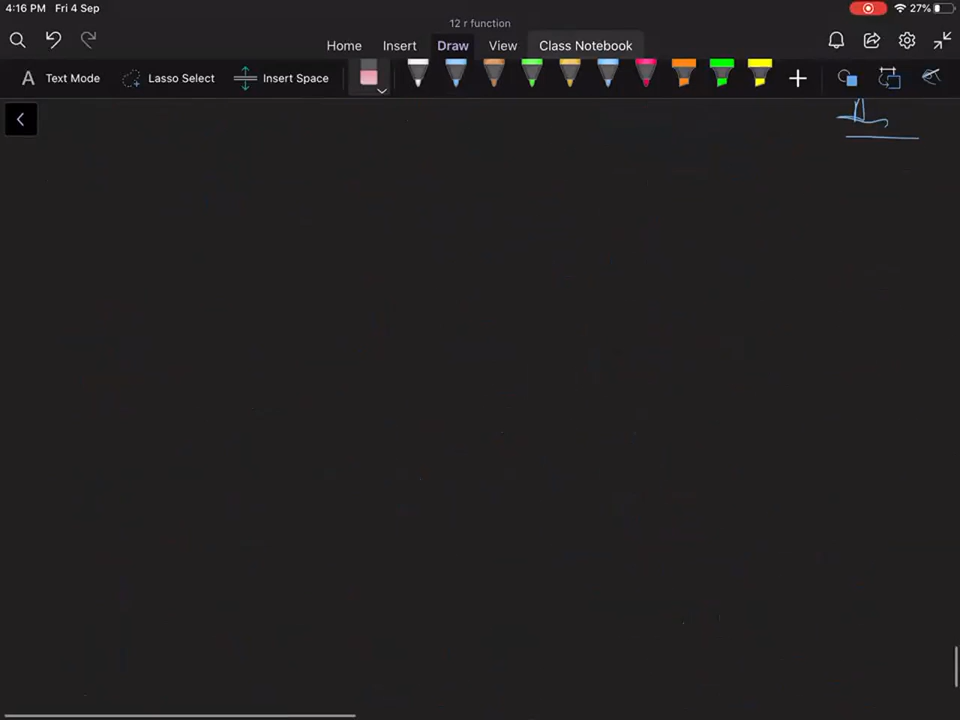 4:16 PM Fri 4 Sep 27%
12 r function
Home Insert Draw View Class Notebook
A Text Mode Lasso Select Insert Space